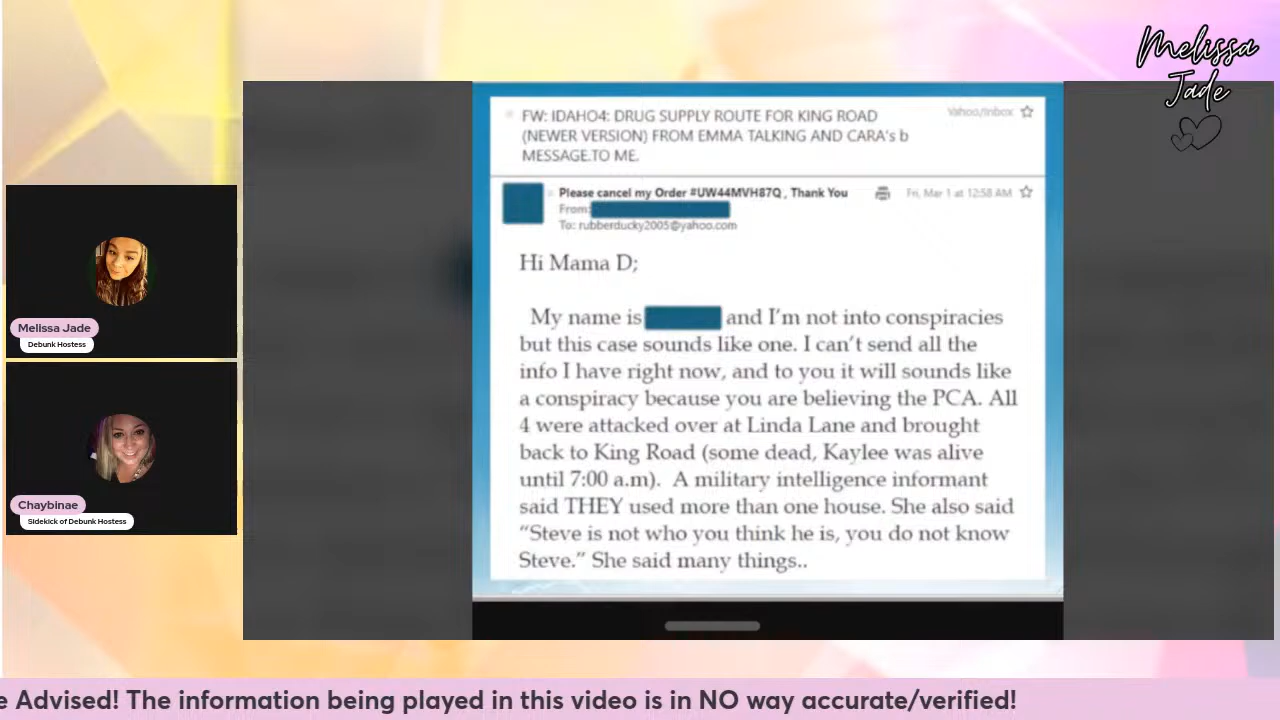 Melissa
Jade
FW: IDAHO4: DRUG SUPPLY ROUTE FOR KING ROAD
(NEWER VERSION) FROM EMMA TALKING AND CARA's b
MESSAGE.TO ME.
Yahoo/Inbox
Please cancel my Order #UW44MVH87Q , Thank You
Fri, Mar 1 at 12:58 AM
From:
To: rubberducky2005@yahoo.com
Hi Mama D;
My name is and I'm not into conspiracies
but this case sounds like one. I can't send all the
info I have right now, and to you it will sounds like
a conspiracy because you are believing the PCA. All
4 were attacked over at Linda Lane and brought
back to King Road (some dead, Kaylee was alive
until 7:00 a.m). A military intelligence informant
said THEY used more than one house. She also said
“Steve is not who you think he is, you do not know
Steve.” She said many things..
Melissa Jade
Debunk Hostess
Chaybinae
Sidekick of Debunk Hostess
e Advised! The information being played in this video is in NO way accurate/verified!